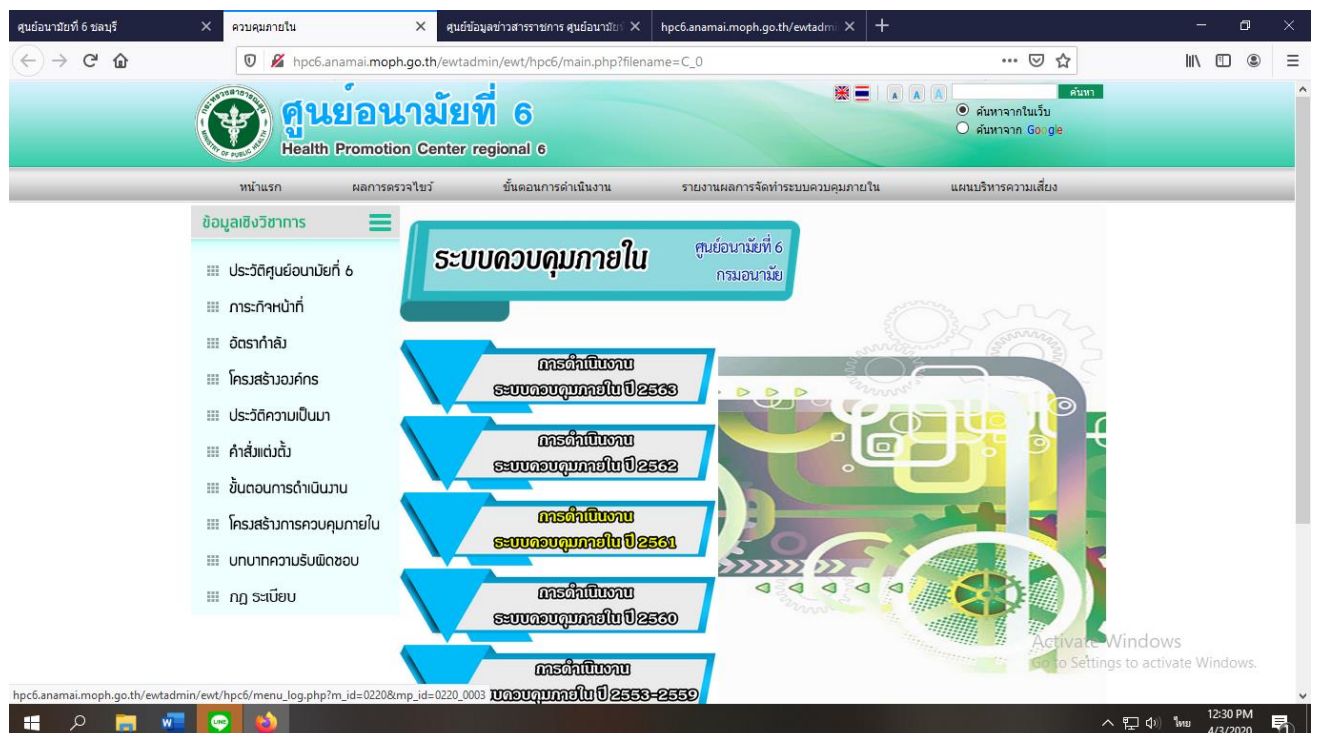 ศูนย์อนามัยที่ 6 ชลบุรี
ควบคุมภายใน
ศูนย์ข้อมูลข่าวสารราชการ ศูนย์อนามัย
hpc6.anamai.moph.go.th/ewtadmi
hpc6.anamai.moph.go.th/ewtadmin/ewt/hpc6/main.php?filename=C_0
กระทรวงสาธารณสุข
MINISTRY OF PUBLIC HEALTH
ศูนย์อนามัยที่ 6
Health Promotion Center regional 6
A A A
ค้นหา
ค้นหาจากในเว็บ
ค้นหาจาก Google
หน้าแรก ผลการตรวจไขว้ ขั้นตอนการดำเนินงาน รายงานผลการจัดทำระบบควบคุมภายใน แผนบริหารความเสี่ยง
ข้อมูลเชิงวิชาการ
ประวัติศูนย์อนามัยที่ 6
ภาระกิจหน้าที่
อัตรากำลัง
โครงสร้างองค์กร
ประวัติความเป็นมา
คำสั่งแต่งตั้ง
ขั้นตอนการดำเนินงาน
โครงสร้างการควบคุมภายใน
บทบาทความรับผิดชอบ
กฎ ระเบียบ
ระบบควบคุมภายใน
ศูนย์อนามัยที่ 6
กรมอนามัย
การดำเนินงาน
ระบบควบคุมภายใน ปี 2563
การดำเนินงาน
ระบบควบคุมภายใน ปี 2562
การดำเนินงาน
ระบบควบคุมภายใน ปี 2561
การดำเนินงาน
ระบบควบคุมภายใน ปี 2560
การดำเนินงาน
บควบคุมภายใน ปี 2553-2559
Activate Windows
Go to Settings to activate Windows.
hpc6.anamai.moph.go.th/ewtadmin/ewt/hpc6/menu_log.php?m_id=0220&mp_id=0220_0003
ไทย
12:30 PM
4/3/2020